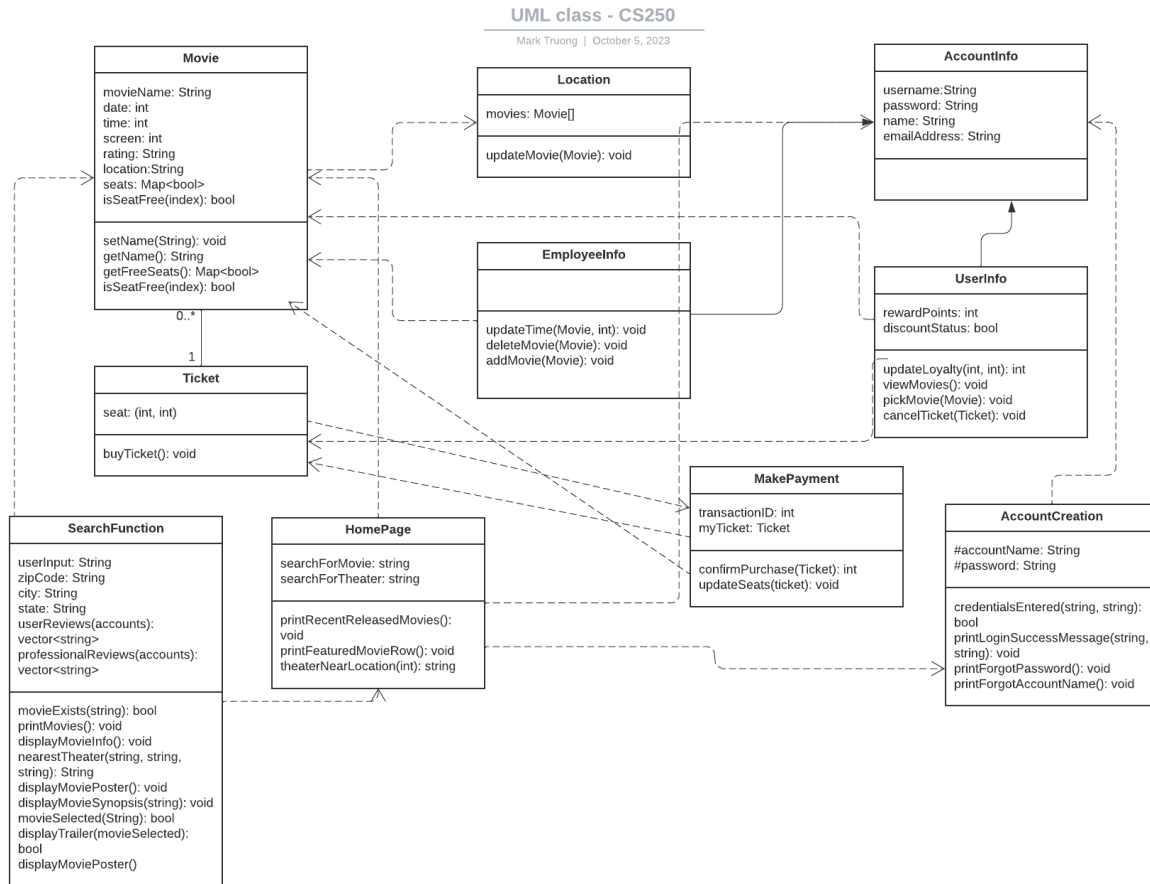 UML class - CS250
Mark Truong | October 5, 2023
Movie
movieName: String
date: int
time: int
screen: int
rating: String
location:String
seats: Map<bool>
isSeatFree(index): bool
setName(String): void
getName(): String
getFreeSeats(): Map<bool>
isSeatFree(index): bool
0..*
1
Location
movies: Movie[]
updateMovie(Movie): void
AccountInfo
username:String
password: String
name: String
emailAddress: String
EmployeeInfo
updateTime(Movie, int): void
deleteMovie(Movie): void
addMovie(Movie): void
UserInfo
rewardPoints: int
discountStatus: bool
updateLoyalty(int, int): int
viewMovies(): void
pickMovie(Movie): void
cancelTicket(Ticket): void
Ticket
seat: (int, int)
buyTicket(): void
MakePayment
transactionID: int
myTicket: Ticket
confirmPurchase(Ticket): int
updateSeats(ticket): void
SearchFunction
userInput: String
zipCode: String
city: String
state: String
userReviews(accounts):
vector<string>
professionalReviews(accounts):
vector<string>
movieExists(string): bool
printMovies(): void
displayMovieInfo(): void
nearestTheater(string, string,
string): String
displayMoviePoster(): void
displayMovieSynopsis(string): void
movieSelected(String): bool
displayTrailer(movieSelected):
bool
displayMoviePoster()
HomePage
searchForMovie: string
searchForTheater: string
printRecentReleasedMovies():
void
printFeaturedMovieRow(): void
theaterNearLocation(int): string
AccountCreation
#accountName: String
#password: String
credentialsEntered(string, string):
bool
printLoginSuccessMessage(string,
string): void
printForgotPassword(): void
printForgotAccountName(): void